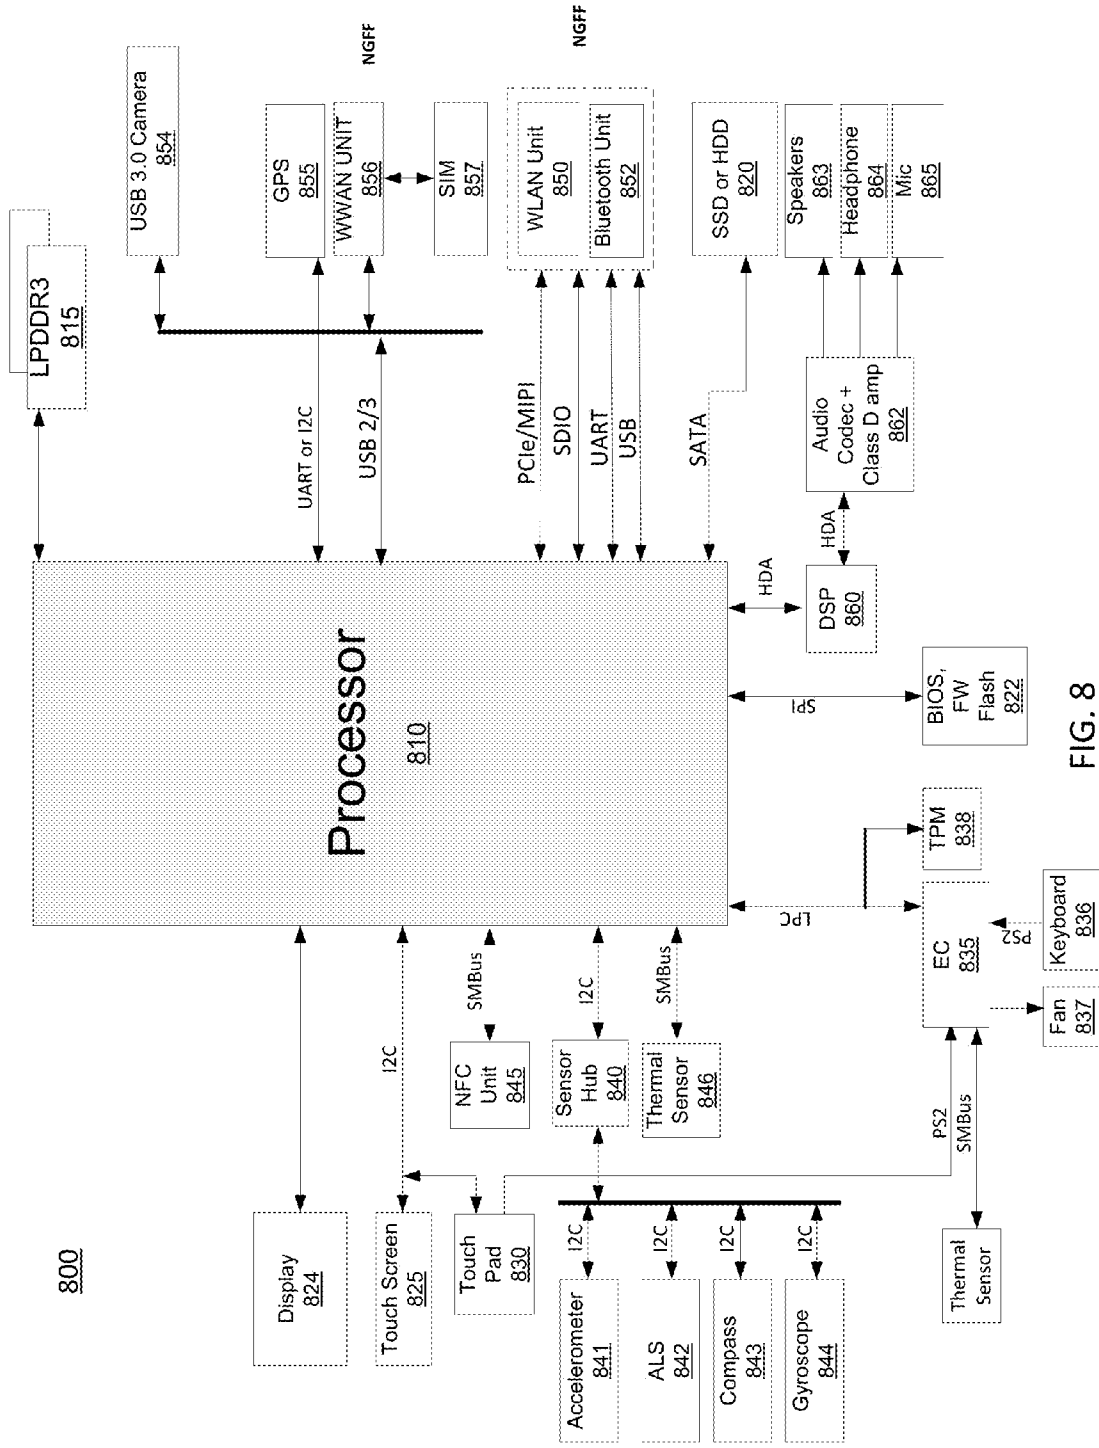 800
LPDDR3
815
Display
824
USB 3.0 Camera
854
Touch Screen
825
I2C
UART or I2C
GPS
855
Processor
810
USB 2/3
WWAN UNIT
856
NGFF
Touch
Pad
830
NFC
Unit
845
SMBus
SIM
857
Accelerometer
841
I2C
Sensor
Hub
840
I2C
PCIe/MIPI
SDIO
WLAN Unit
850
NGFF
UART
USB
Bluetooth Unit
852
ALS
842
I2C
Thermal
Sensor
846
SMBus
SATA
SSD or HDD
820
Compass
843
I2C
Gyroscope
844
I2C
LPC
SPI
HDA
DSP
860
HDA
Audio
Codec +
Class D amp
862
Speakers
863
Headphone
864
Mic
865
PS2
SMBus
Thermal
Sensor
EC
835
TPM
838
BIOS,
FW
Flash
822
PS2
Fan
837
Keyboard
836
FIG. 8